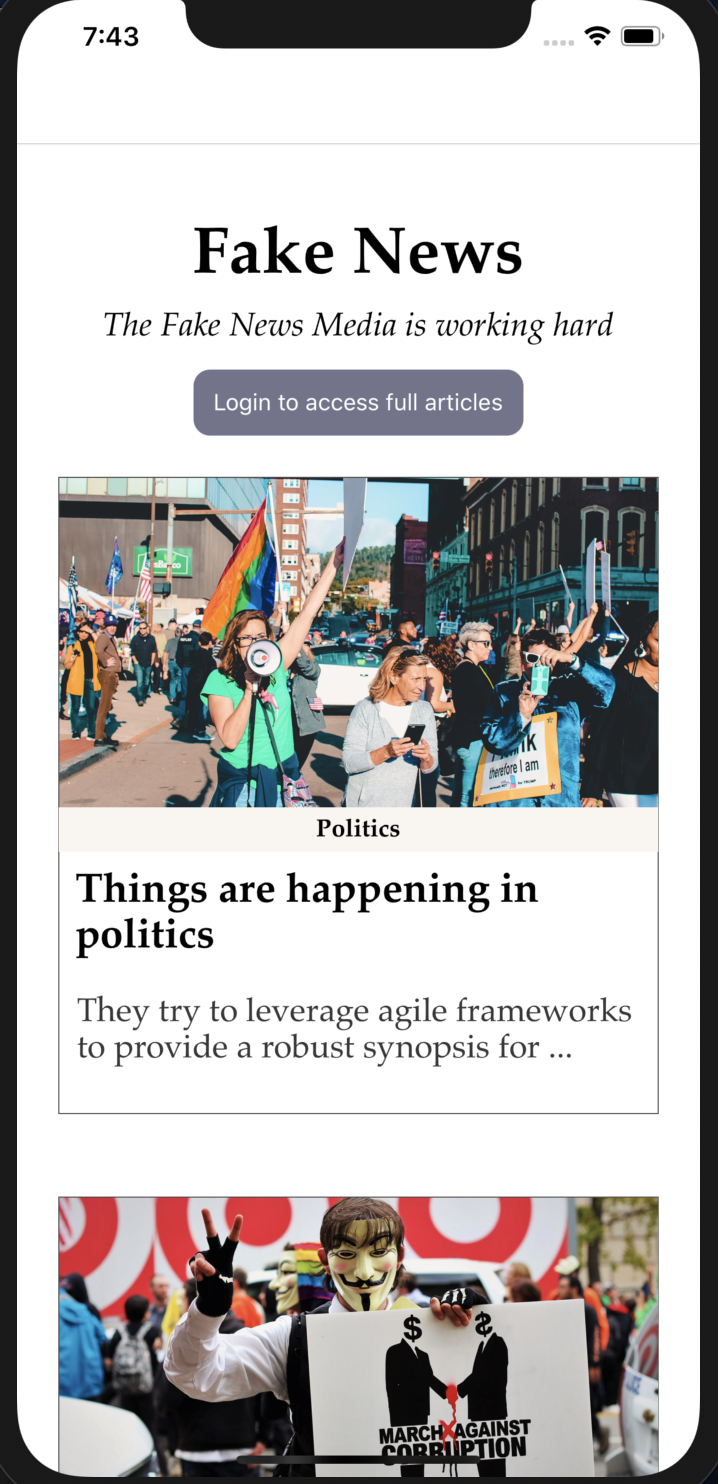 7:43
Fake News
The Fake News Media is working hard
Login to access full articles
therefore I am
Politics
Things are happening in
politics
They try to leverage agile frameworks
to provide a robust synopsis for ...
$ $
MARCH AGAINST
CORRUPTION